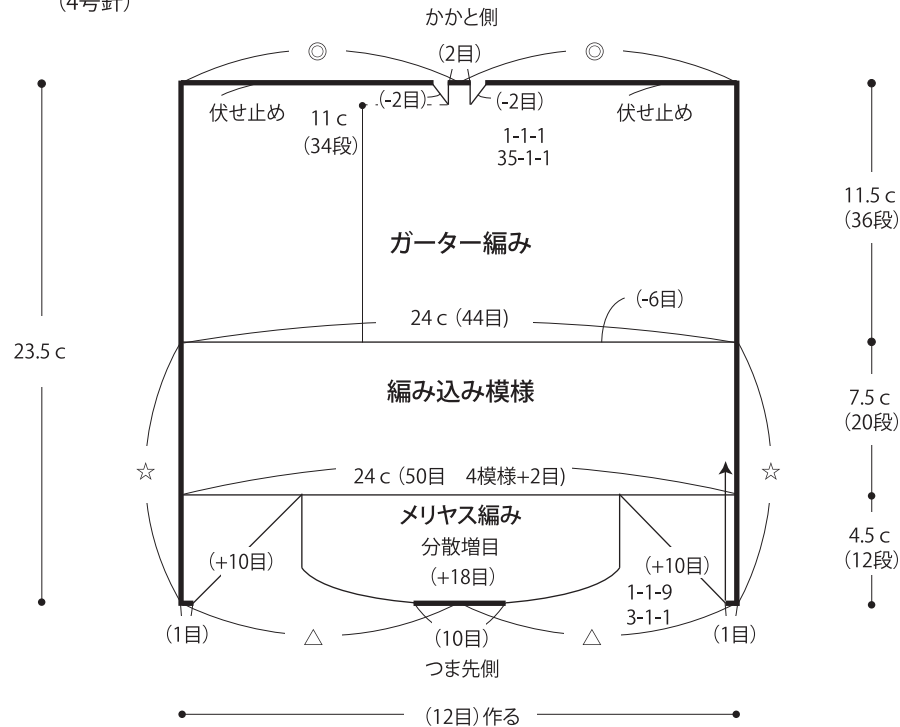 (4号針)
かかと側
◎ (2目) ◎
伏せ止め
(-2目)
(-2目)
伏せ止め
11 c
(34段)
1-1-1
35-1-1
11.5 c
(36段)
ガーター編み
(-6目)
24 c (44目)
23.5 c
編み込み模様
7.5 c
(20段)
☆
☆
24 c (50目 4模様+2目)
メリヤス編み
分散増目
(+18目)
(+10目)
(+10目)
1-1-9
3-1-1
4.5 c
(12段)
(1目)
△
(10目)
△
(1目)
つま先側
(12目) 作る